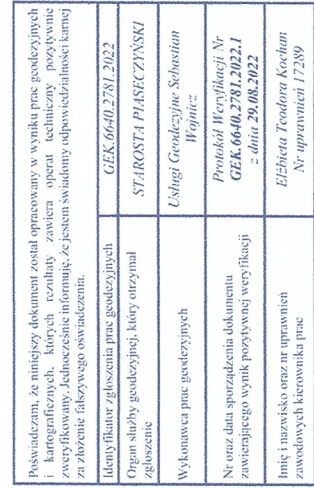 Poświadczam, że niniejszy dokument został opracowany w wyniku prac geodezyjnych
i kartograficznych, których rezultaty zawiera operat techniczny pozytywnie
zweryfikowany. Jednocześnie informuję, że jestem świadomy odpowiedzialności karnej
za złożenie fałszywego oświadczenia.
Identyfikator zgłoszenia prac geodezyjnych
GEK.6640.2781.2022
Organ służby geodezyjnej, który otrzymał
zgłoszenie
STAROSTA PIASECZYŃSKI
Wykonawca prac geodezyjnych
Usługi Geodezyjne Sebastian
Wojnicz
Nr oraz data sporządzenia dokumentu
zawierającego wynik pozytywnej weryfikacji
Protokół Weryfikacji Nr
GEK.6640.2781.2022.1
z dnia 29.08.2022
Imię i nazwisko oraz nr uprawnień
zawodowych kierownika prac
Elżbieta Teodora Kochan
Nr uprawnień 17289